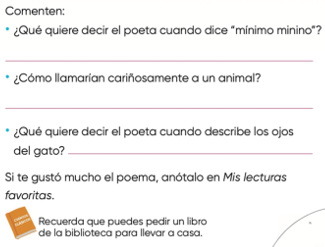 Comenten:
• ¿Qué quiere decir el poeta cuando dice “mínimo minino”?
• ¿Cómo llamarían cariñosamente a un animal?
• ¿Qué quiere decir el poeta cuando describe los ojos
del gato?
Si te gustó mucho el poema, anótalo en Mis lecturas
favoritas.
Recuerda que puedes pedir un libro
de la biblioteca para llevar a casa.